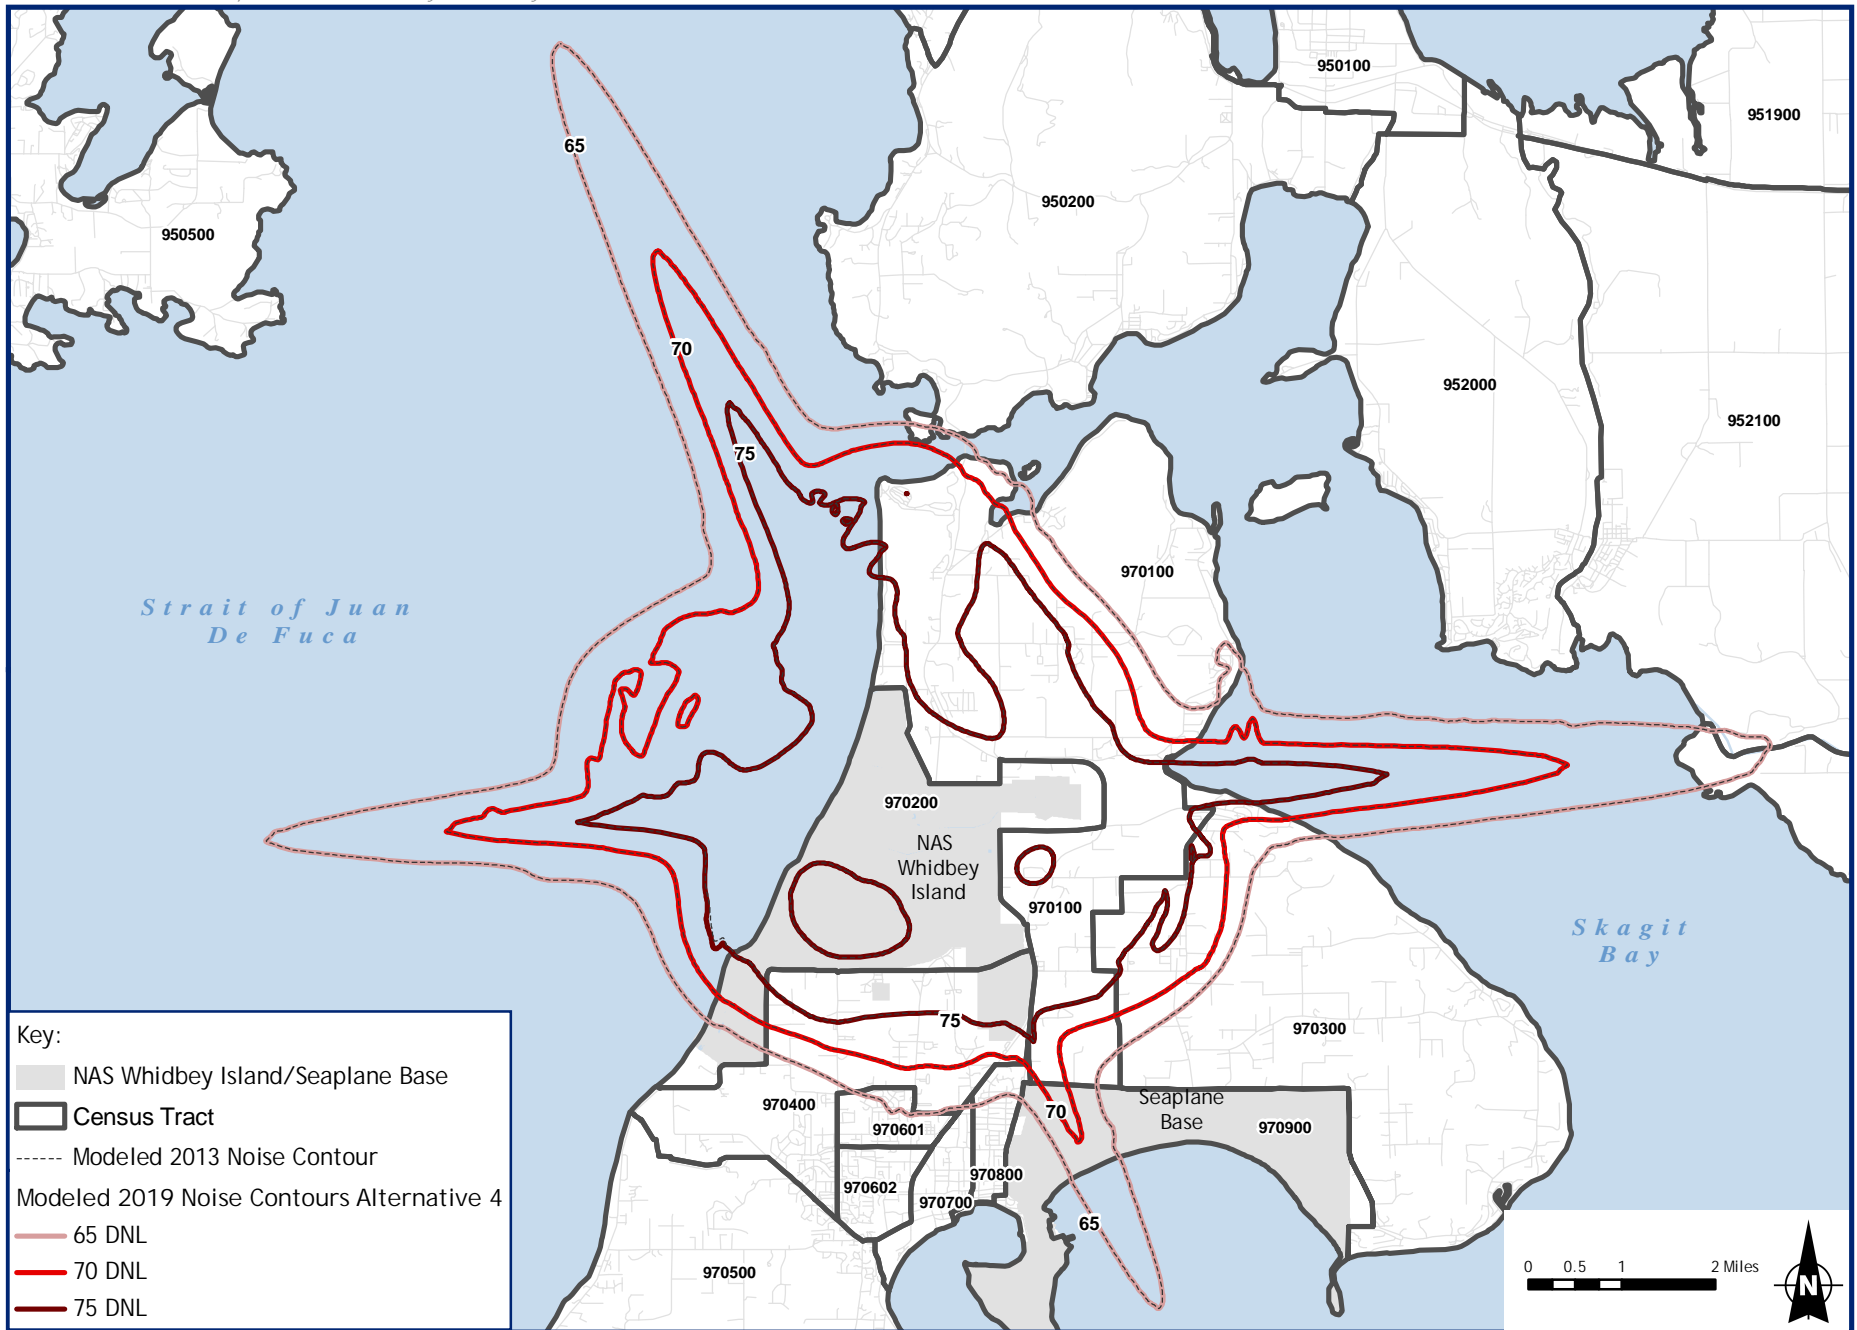 950100
951900
65
950200
950500
70
952000
952100
75
970100
Strait of Juan
De Fuca
970200
NAS
Whidbey
Island
970100
Skagit
Bay
75
970300
970400
70
Seaplane
Base
970900
970601
970800
970602
970700
65
970500
Key:
NAS Whidbey Island/Seaplane Base
Census Tract
Modeled 2013 Noise Contour
Modeled 2019 Noise Contours Alternative 4
65 DNL
70 DNL
75 DNL
0 0.5 1 2 Miles
N